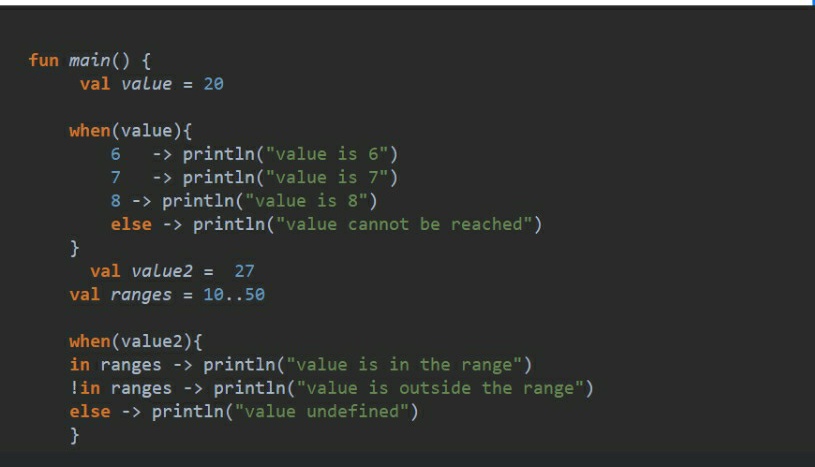 fun main() {
val value = 20
when(value){
6 -> println("value is 6")
7 -> println("value is 7")
8 -> println("value is 8")
else -> println("value cannot be reached")
}
val value2 = 27
val ranges = 10..50
when(value2){
in ranges -> println("value is in the range")
!in ranges -> println("value is outside the range")
else -> println("value undefined")
}